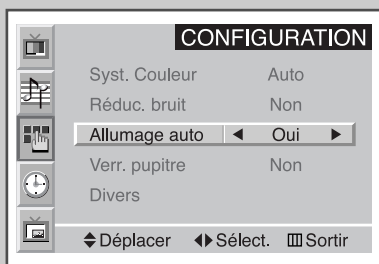 CONFIGURATION
Syst. Couleur Auto
Réduc. bruit Non
Allumage auto Oui
Verr. pupitre Non
Divers
Déplacer Sélect. Sortir